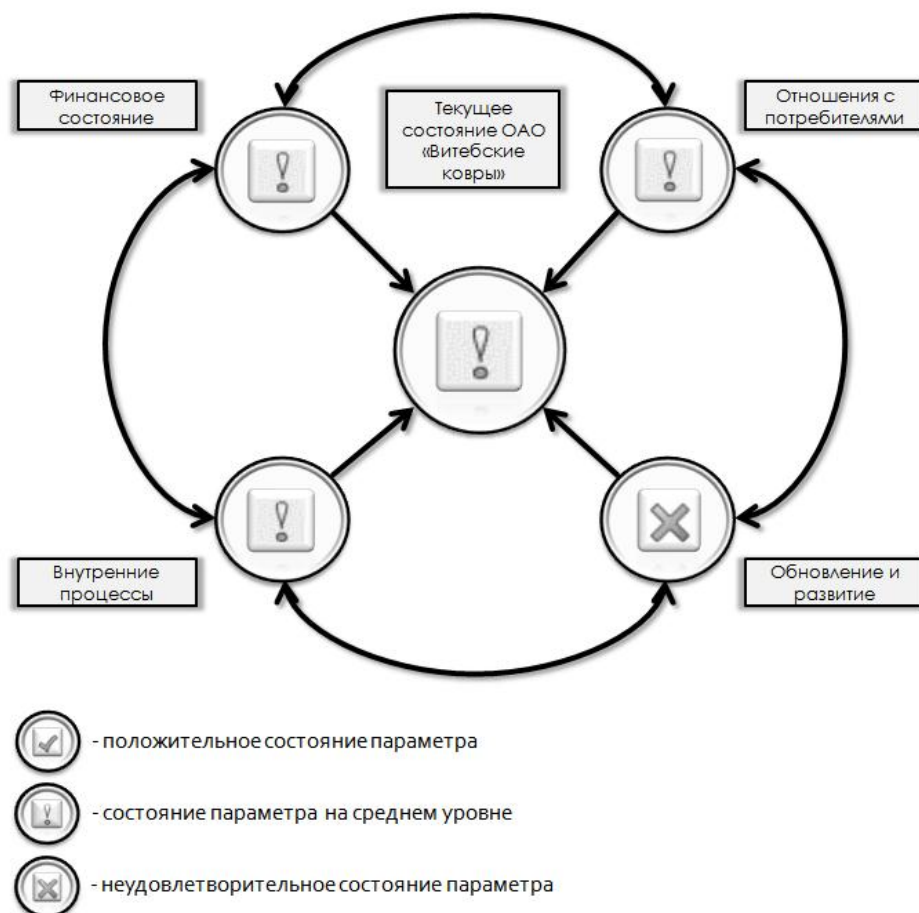 Финансовое
состояние
Текущее
состояние ОАО
«Витебские
ковры»
Отношения с
потребителями
Внутренние
процессы
Обновление и
развитие
- положительное состояние параметра
- состояние параметра на среднем уровне
- неудовлетворительное состояние параметра